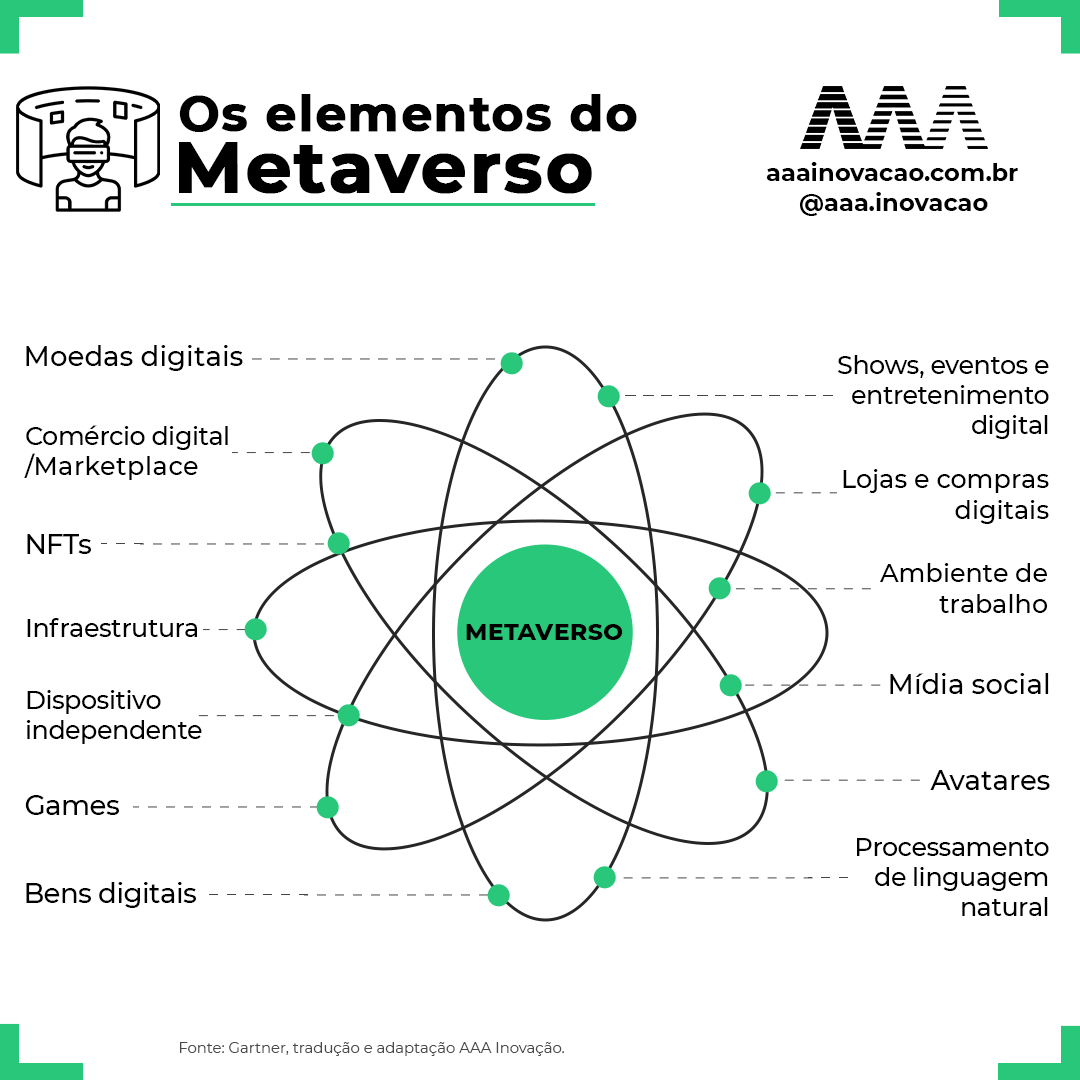 Os elementos do
Metaverso
AAA
aaainovacao.com.br
@aaa.inovacao
Moedas digitais
Comércio digital
/Marketplace
NFTs
Infraestrutura
Dispositivo
independente
Games
Bens digitais
METAVERSO
Shows, eventos e
entretenimento
digital
Lojas e compras
digitais
Ambiente de
trabalho
Mídia social
Avatares
Processamento
de linguagem
natural
Fonte: Gartner, tradução e adaptação AAA Inovação.